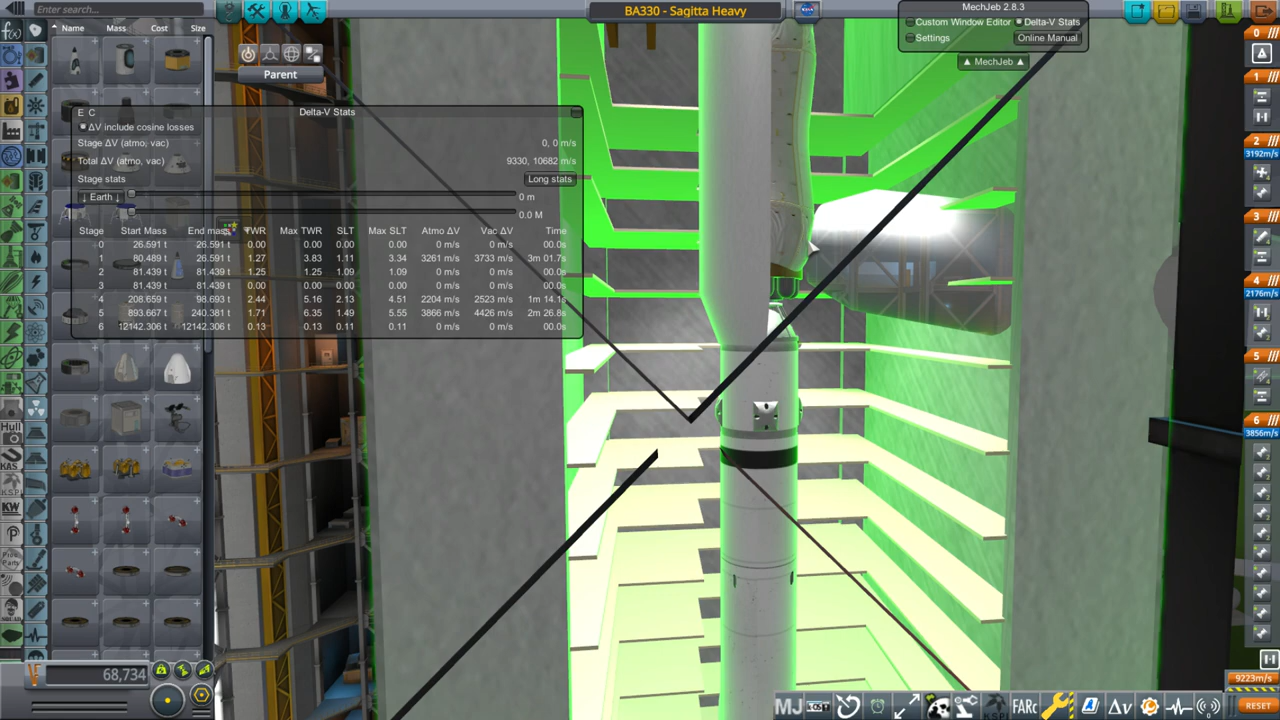 Enter search...
BA330 - Sagitta Heavy
MechJeb 2.8.3
Custom Window Editor Delta-V Stats
Settings Online Manual
▲ MechJeb ▲
Name Mass Cost Size
Parent
E C Delta-V Stats
ΔV include cosine losses
Stage ΔV (atmo, vac) 0, 0 m/s
Total ΔV (atmo, vac) 9330, 10682 m/s
Stage stats Long stats
↓ Earth ↓ 0 m
0.0 M
Stage Start Mass End mass TWR Max TWR SLT Max SLT Atmo ΔV Vac ΔV Time
0 26.591 t 26.591 t 0.00 0.00 0.00 0.00 0 m/s 0 m/s 00.0s
1 80.489 t 26.591 t 1.27 3.83 1.11 3.34 3261 m/s 3733 m/s 3m 01.7s
2 81.439 t 81.439 t 1.25 1.25 1.09 1.09 0 m/s 0 m/s 00.0s
3 81.439 t 81.439 t 0.00 0.00 0.00 0.00 0 m/s 0 m/s 00.0s
4 208.659 t 98.693 t 2.44 5.16 2.13 4.51 2204 m/s 2523 m/s 1m 14.1s
5 893.667 t 240.381 t 1.71 6.35 1.49 5.55 3866 m/s 4426 m/s 2m 26.8s
6 12142.306 t 12142.306 t 0.13 0.13 0.11 0.11 0 m/s 0 m/s 00.0s
f(x)
Hull
KAS
KSPI
KW
68,734
0
1
2
3192m/s
3
4
2176m/s
5
6
3856m/s
9223m/s
RESET
MJ
KSPI
FARc
Δv